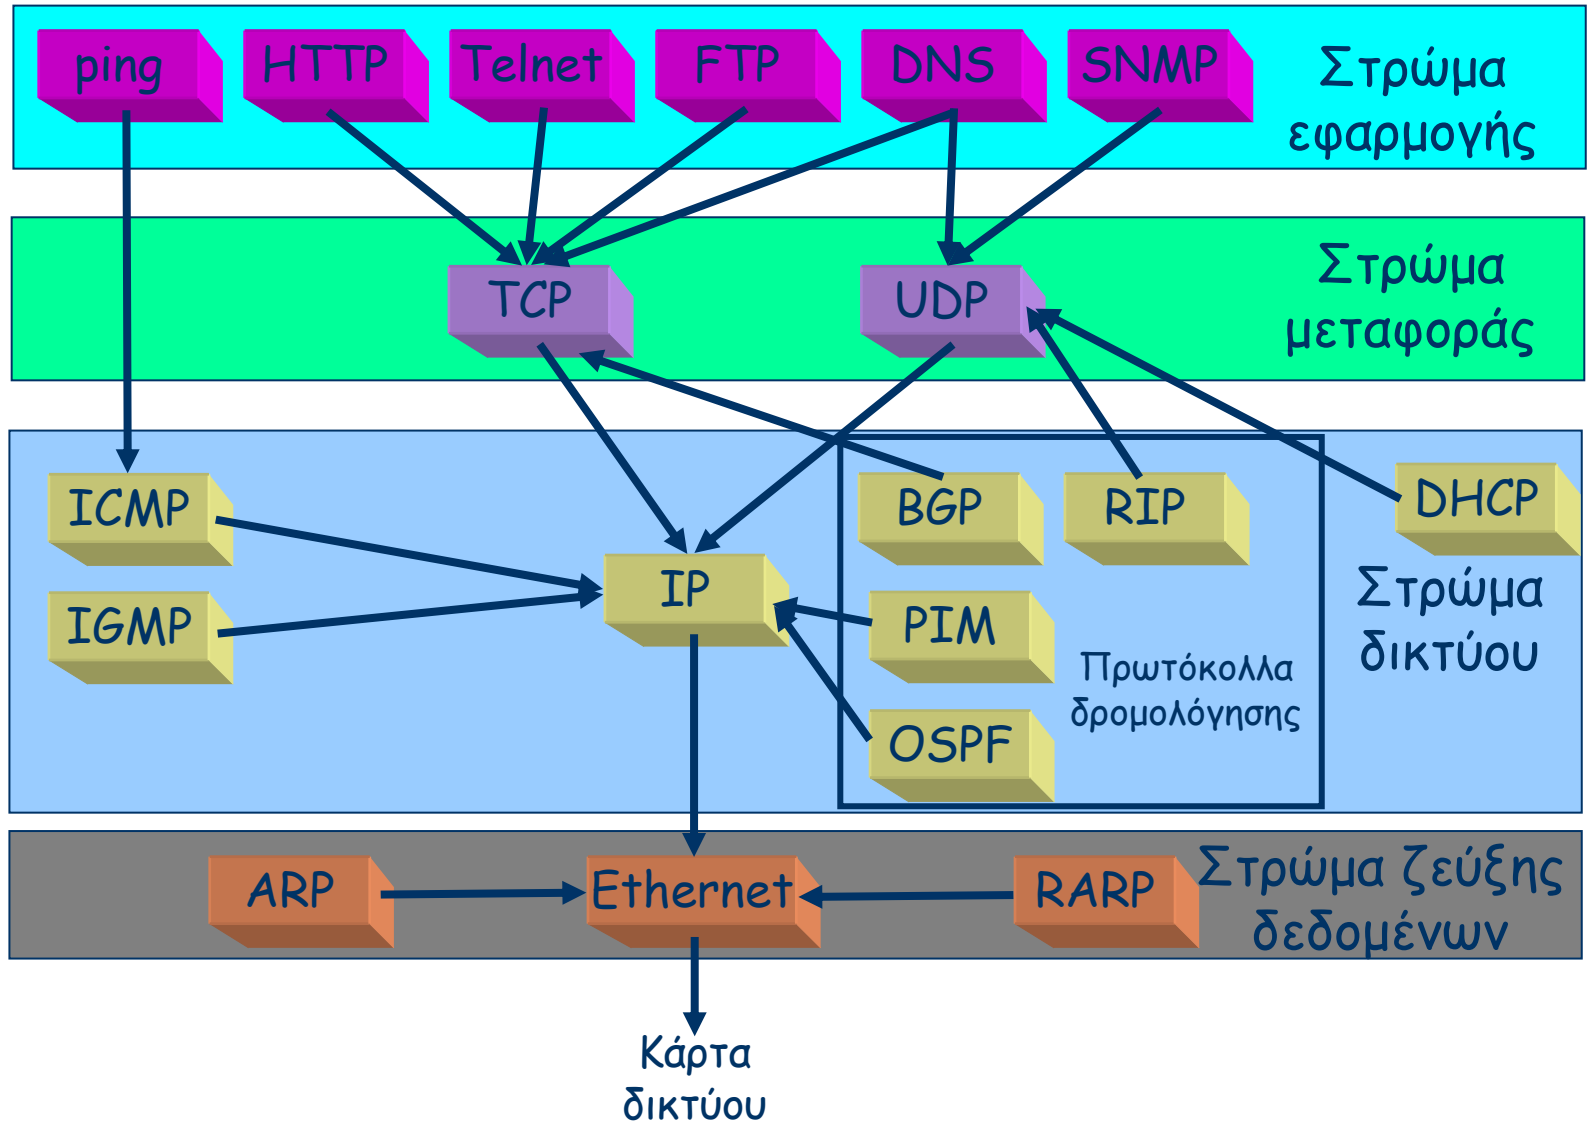 ping
HTTP
Telnet
FTP
DNS
SNMP
Στρώμα
εφαρμογής
TCP
UDP
Στρώμα
μεταφοράς
ICMP
BGP
RIP
DHCP
IP
IGMP
PIM
Στρώμα
δικτύου
Πρωτόκολλα
δρομολόγησης
OSPF
ARP
Ethernet
RARP
Στρώμα ζεύξης
δεδομένων
Κάρτα
δικτύου